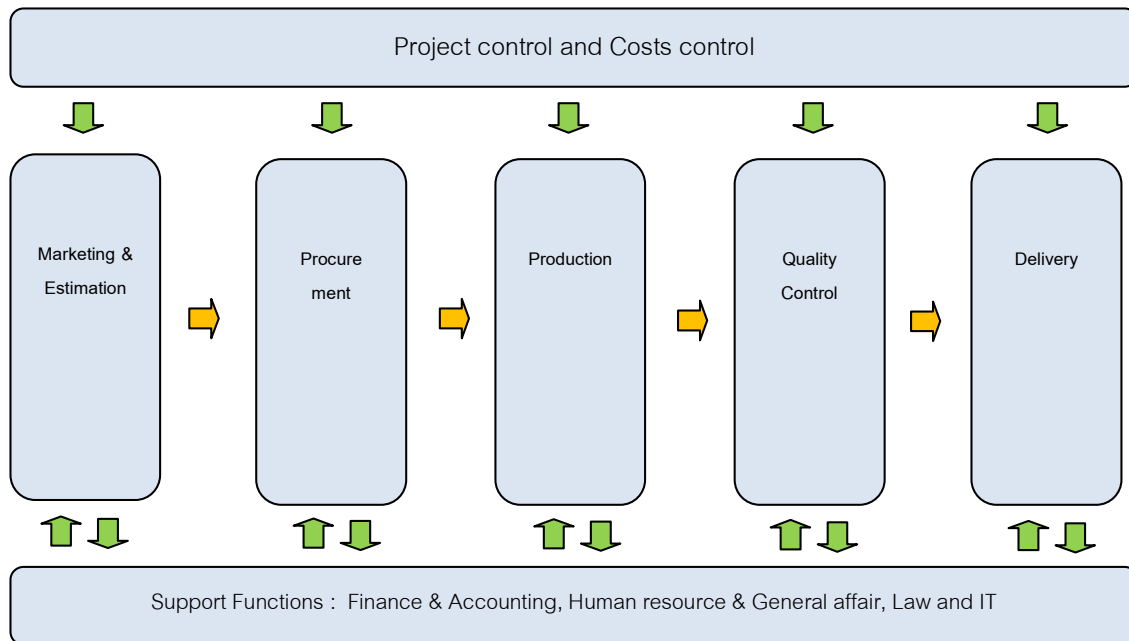 Project control and Costs control
Marketing &
Estimation
Procure
ment
Production
Quality
Control
Delivery
Support Functions :  Finance & Accounting, Human resource & General affair, Law and IT